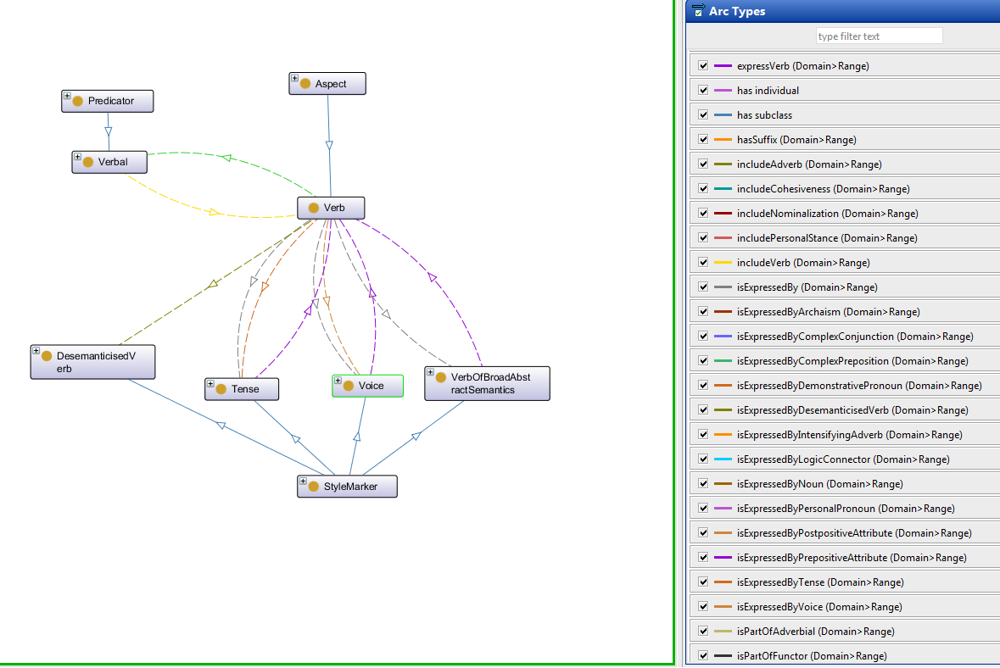 Aspect
Predicator
Verbal
Verb
DesemanticisedV
erb
Tense
Voice
VerbOfBroadAbst
ractSemantics
StyleMarker
Arc Types
type filter text
expressVerb (Domain>Range)
has individual
has subclass
hasSuffix (Domain>Range)
includeAdverb (Domain>Range)
includeCohesiveness (Domain>Range)
includeNominalization (Domain>Range)
includePersonalStance (Domain>Range)
includeVerb (Domain>Range)
isExpressedBy (Domain>Range)
isExpressedByArchaism (Domain>Range)
isExpressedByComplexConjunction (Domain>Range)
isExpressedByComplexPreposition (Domain>Range)
isExpressedByDemonstrativePronoun (Domain>Range)
isExpressedByDesemanticisedVerb (Domain>Range)
isExpressedByIntensifyingAdverb (Domain>Range)
isExpressedByLogicConnector (Domain>Range)
isExpressedByNoun (Domain>Range)
isExpressedByPersonalPronoun (Domain>Range)
isExpressedByPostpositiveAttribute (Domain>Range)
isExpressedByPrepositiveAttribute (Domain>Range)
isExpressedByTense (Domain>Range)
isExpressedByVoice (Domain>Range)
isPartOfAdverbial (Domain>Range)
isPartOfFunctor (Domain>Range)